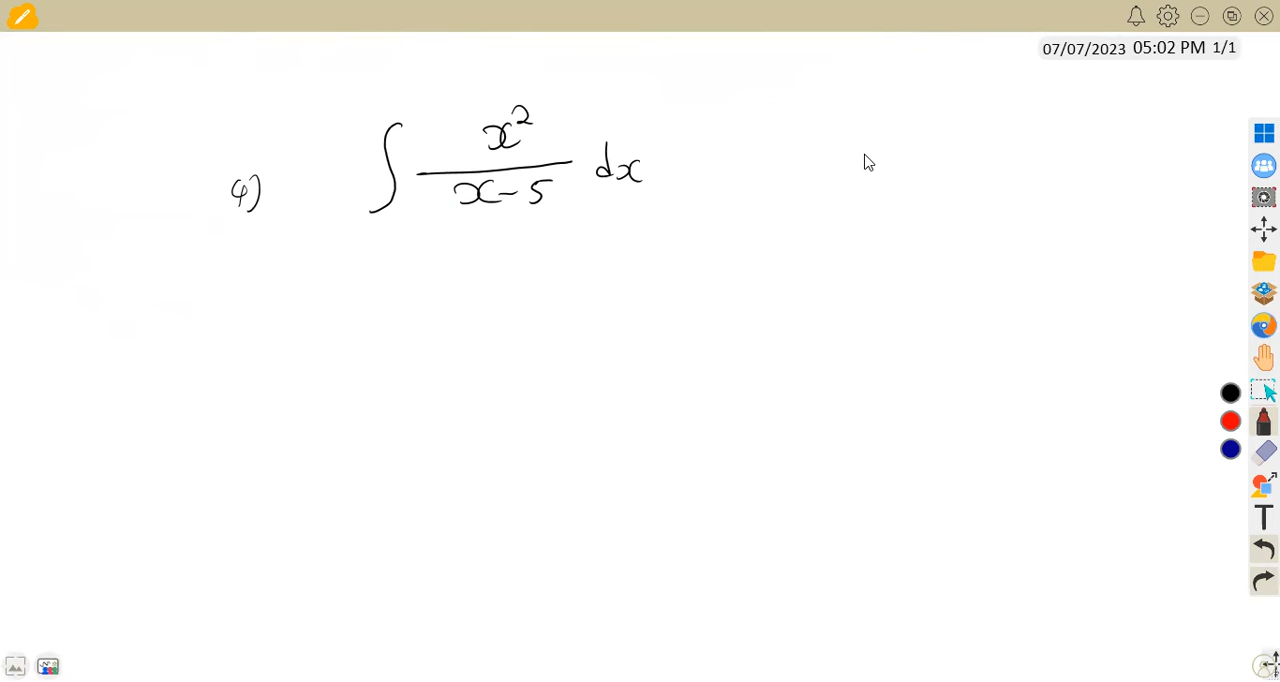 07/07/2023 05:02 PM 1/1
4) ∫ x² / (x - 5) dx
T